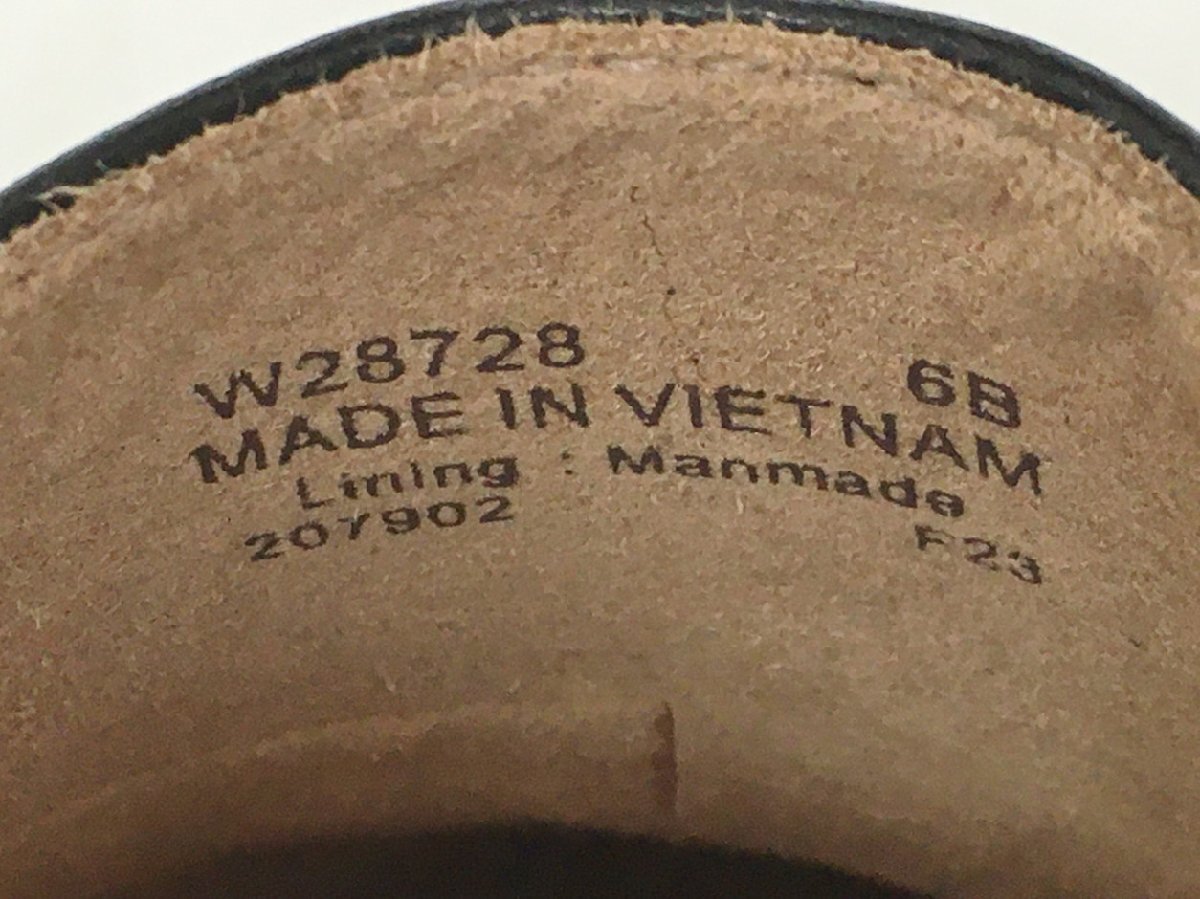 W28728 6B
MADE IN VIETNAM
Lining : Manmade
207902 F23